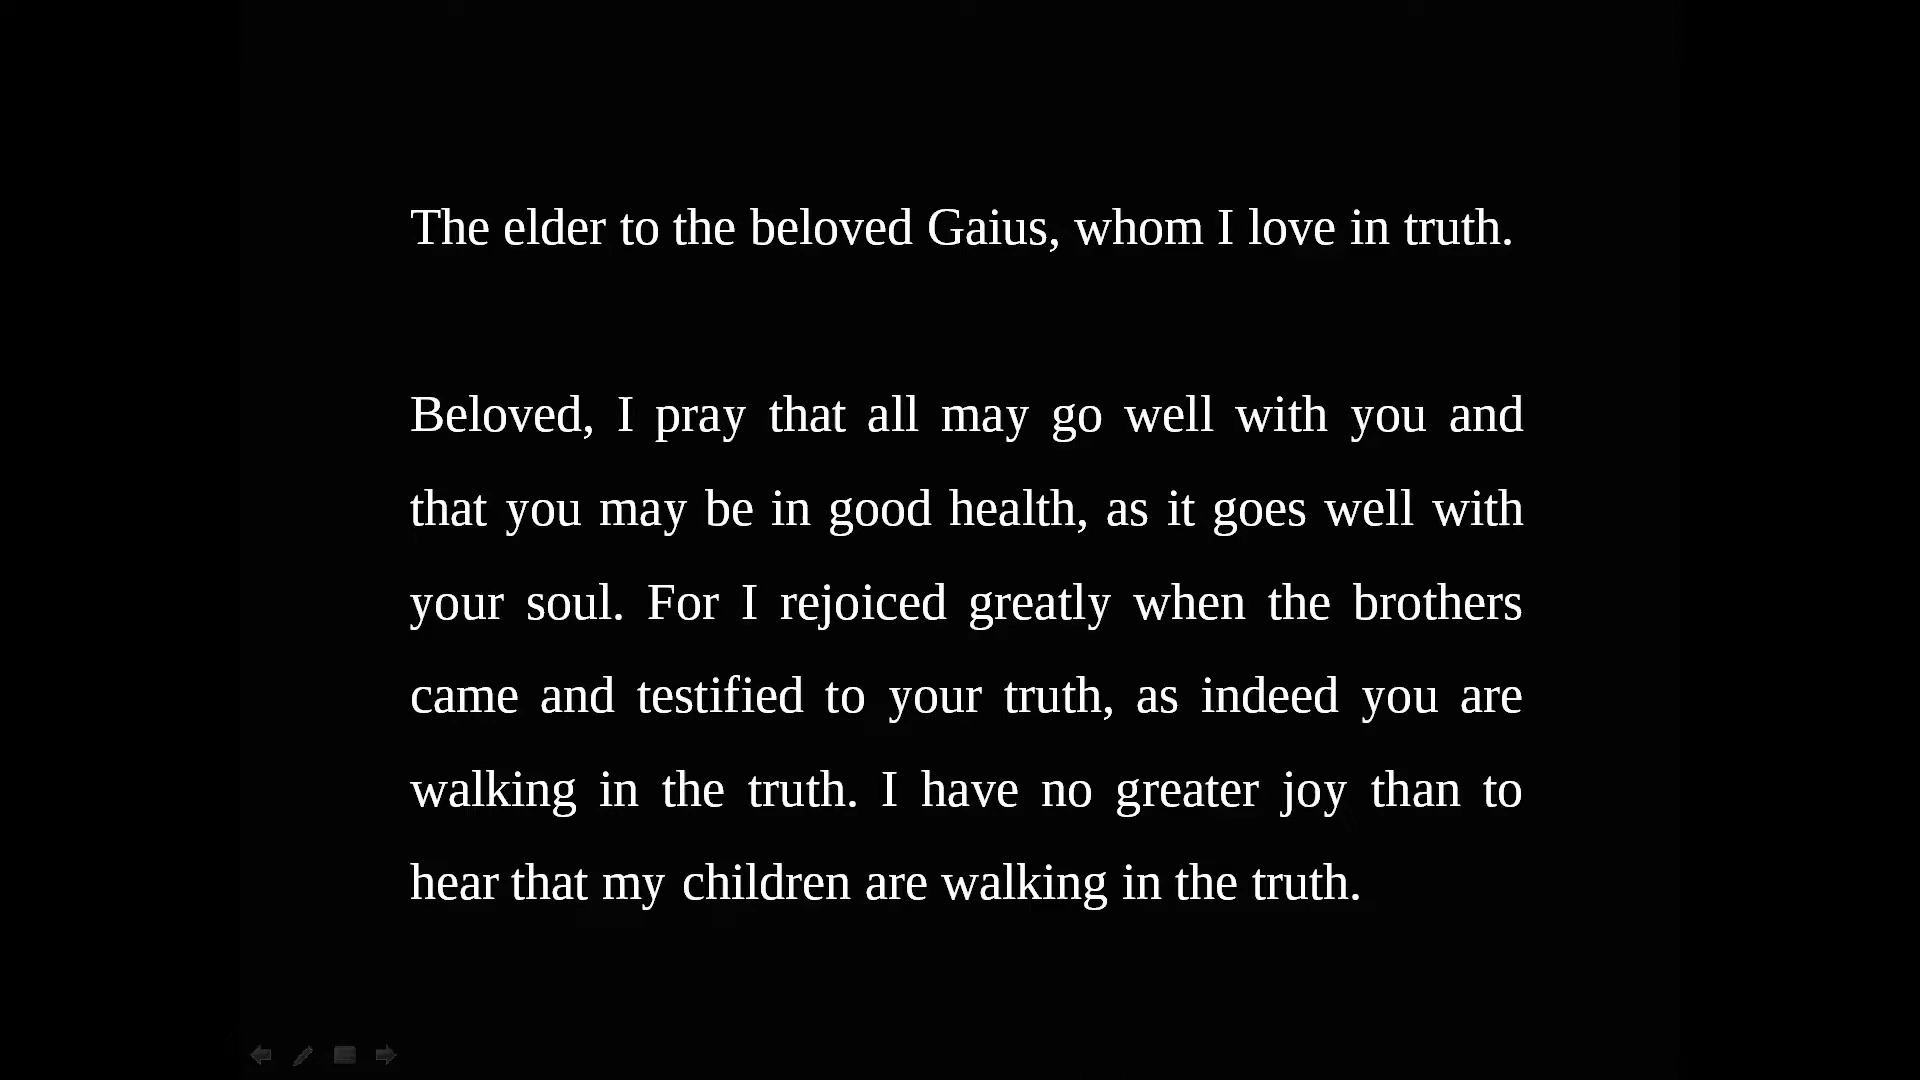 The elder to the beloved Gaius, whom I love in truth.
Beloved, I pray that all may go well with you and
that you may be in good health, as it goes well with
your soul. For I rejoiced greatly when the brothers
came and testified to your truth, as indeed you are
walking in the truth. I have no greater joy than to
hear that my children are walking in the truth.